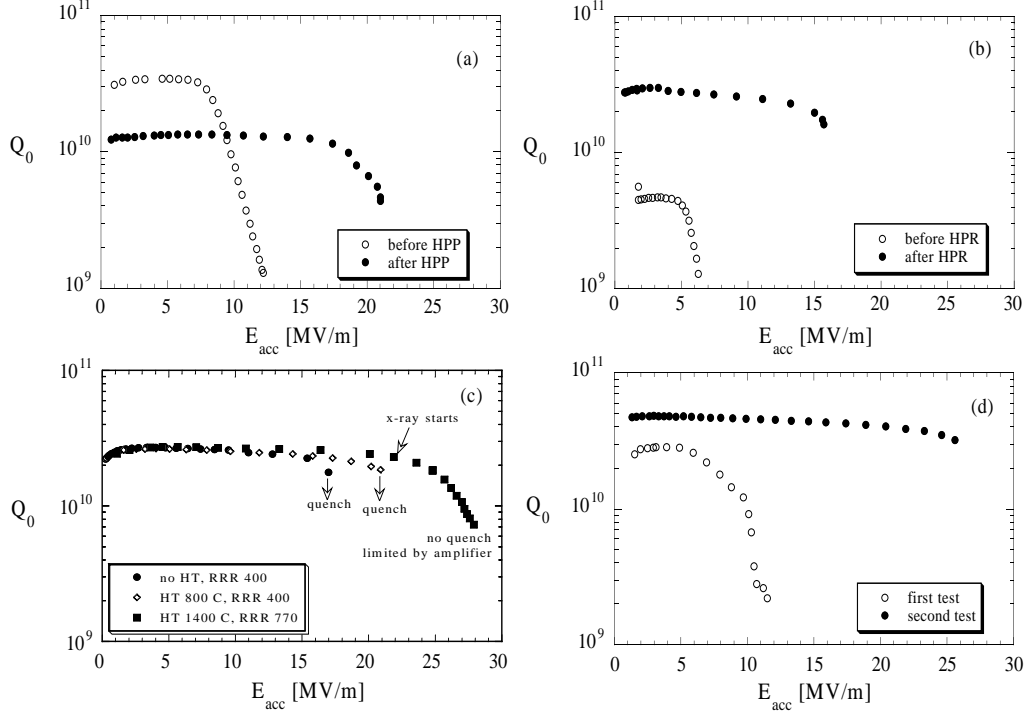 10^11
(a)
Q_0
10^10
before HPP
after HPP
10^9
0 5 10 15 20 25 30
E_acc [MV/m]
10^11
(b)
Q_0
10^10
before HPR
after HPR
10^9
0 5 10 15 20 25 30
E_acc [MV/m]
10^11
(c)
x-ray starts
Q_0
10^10
quench
quench
no quench
limited by amplifier
no HT, RRR 400
HT 800 C, RRR 400
HT 1400 C, RRR 770
10^9
0 5 10 15 20 25 30
E_acc [MV/m]
10^11
(d)
Q_0
10^10
first test
second test
10^9
0 5 10 15 20 25 30
E_acc [MV/m]